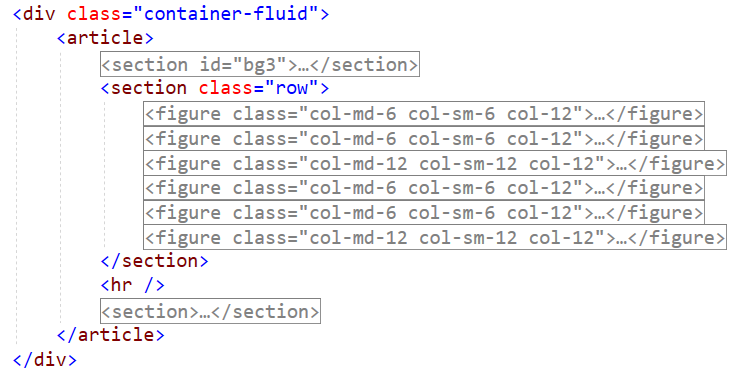 <div class="container-fluid">
<article>
<section id="bg3">…</section>
<section class="row">
<figure class="col-md-6 col-sm-6 col-12">…</figure>
<figure class="col-md-6 col-sm-6 col-12">…</figure>
<figure class="col-md-12 col-sm-12 col-12">…</figure>
<figure class="col-md-6 col-sm-6 col-12">…</figure>
<figure class="col-md-6 col-sm-6 col-12">…</figure>
<figure class="col-md-12 col-sm-12 col-12">…</figure>
</section>
<hr />
<section>…</section>
</article>
</div>